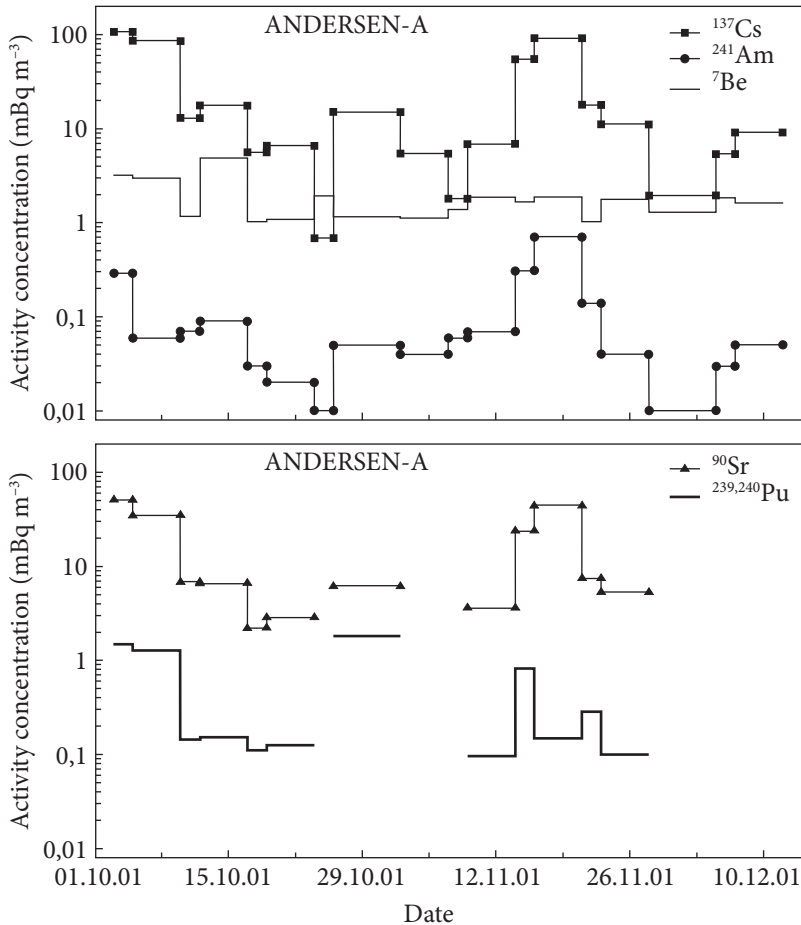 ANDERSEN-A
¹³⁷Cs
²⁴¹Am
⁷Be
Activity concentration (mBq m⁻³)
100
10
1
0,1
0,01
ANDERSEN-A
⁹⁰Sr
²³⁹,²⁴⁰Pu
Activity concentration (mBq m⁻³)
100
10
1
0,1
0,01
01.10.01 15.10.01 29.10.01 12.11.01 26.11.01 10.12.01
Date